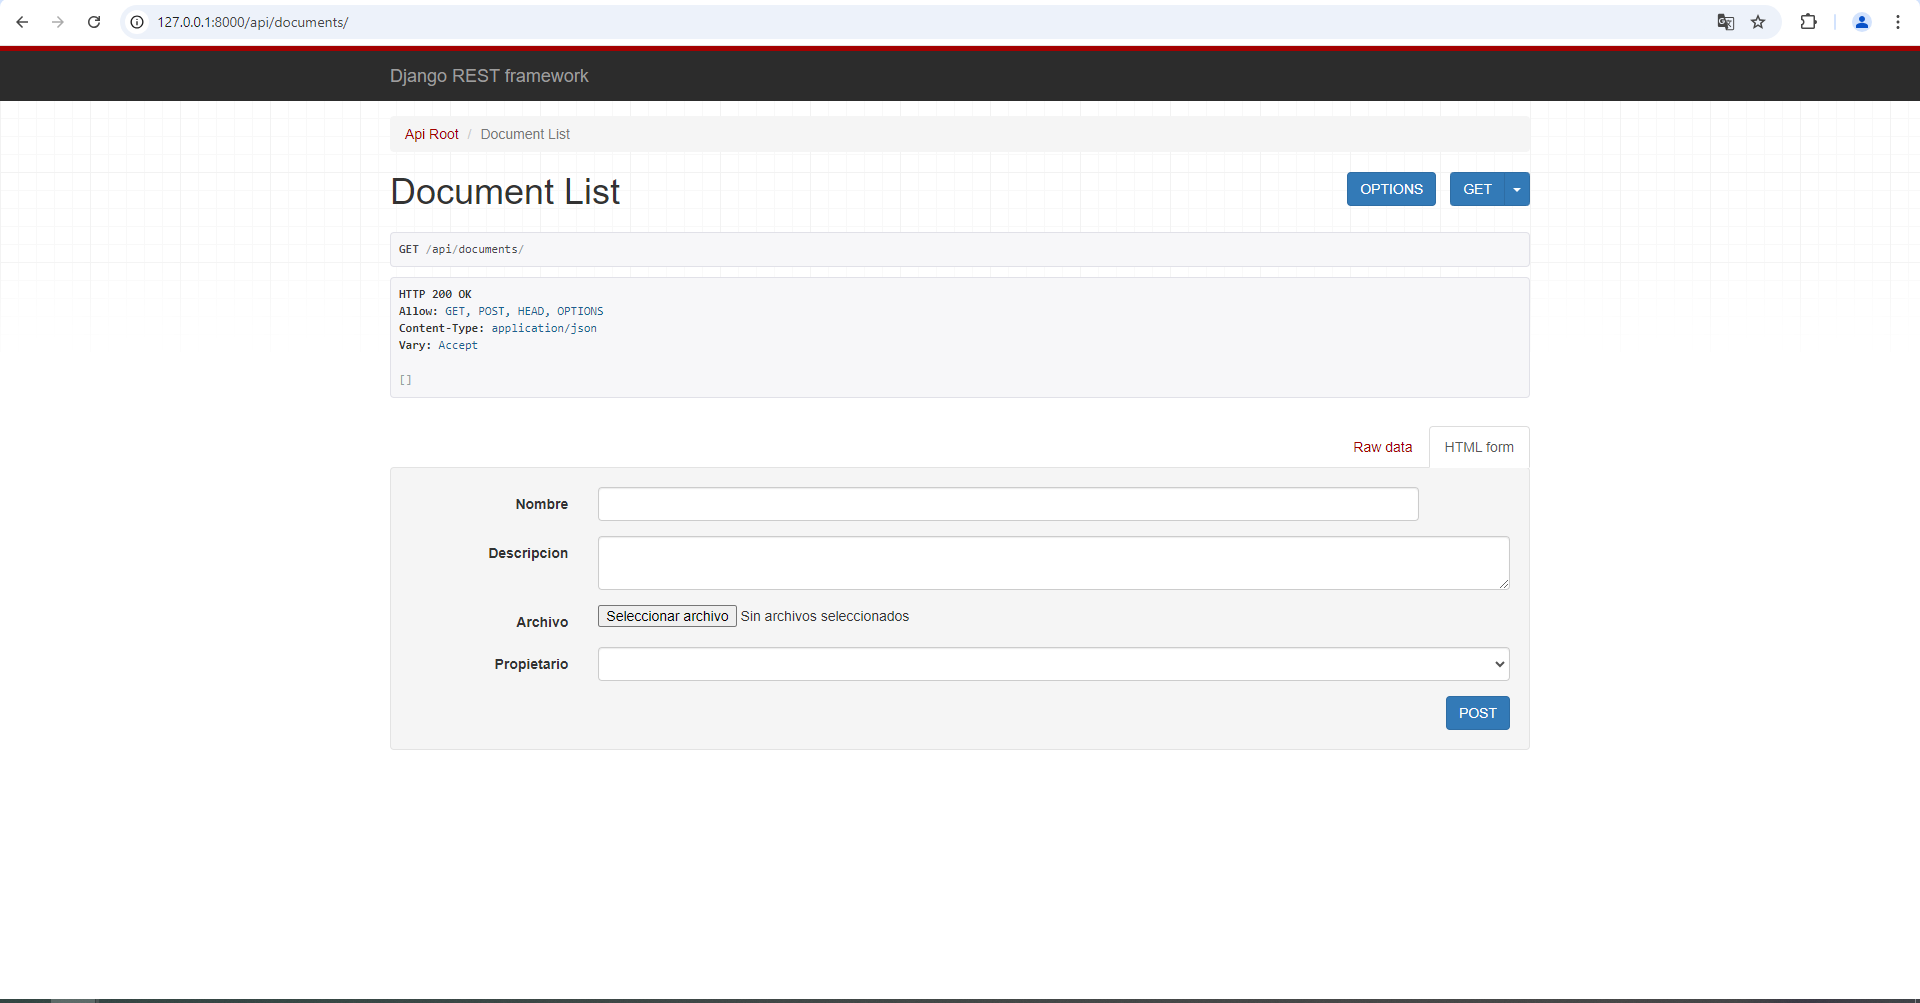 127.0.0.1:8000/api/documents/
Django REST framework
Api Root / Document List
Document List
OPTIONS
GET
GET /api/documents/
HTTP 200 OK
Allow: GET, POST, HEAD, OPTIONS
Content-Type: application/json
Vary: Accept
[]
Raw data
HTML form
Nombre
Descripcion
Archivo
Seleccionar archivo Sin archivos seleccionados
Propietario
POST